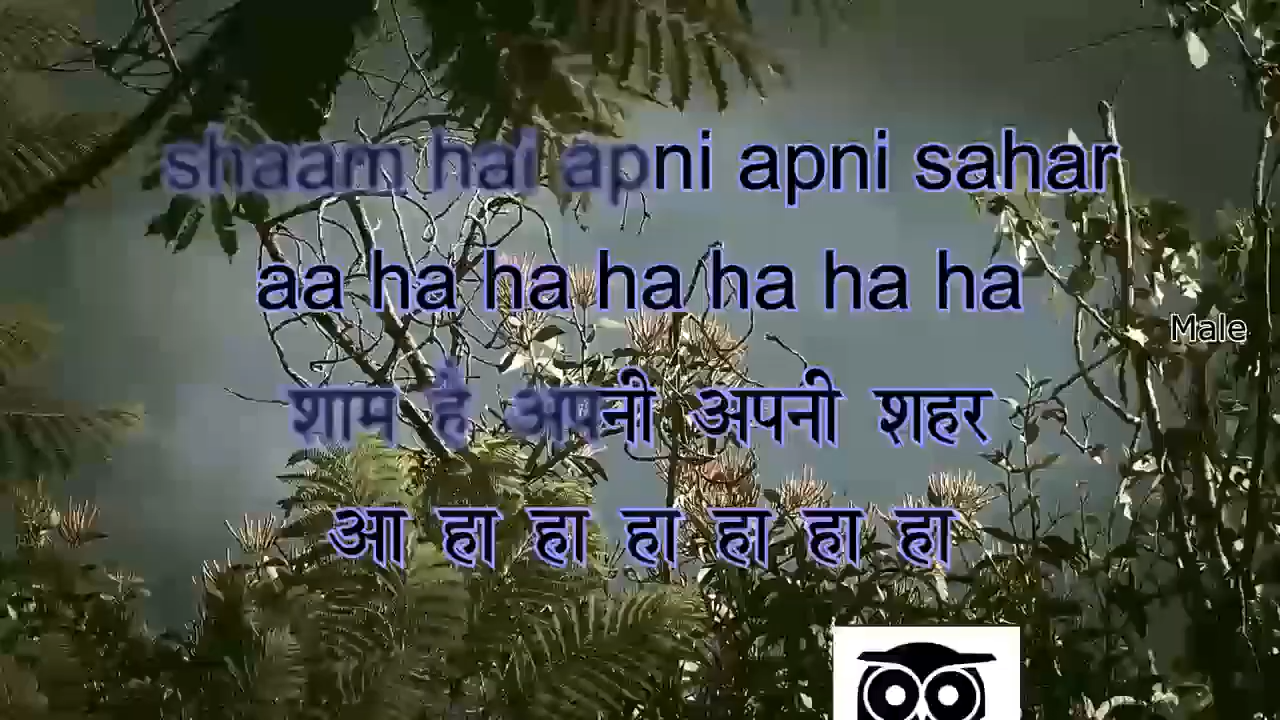 shaam hai apni apni sahar
aa ha ha ha ha ha ha
Male
शाम है अपनी अपनी शहर
आ हा हा हा हा हा हा